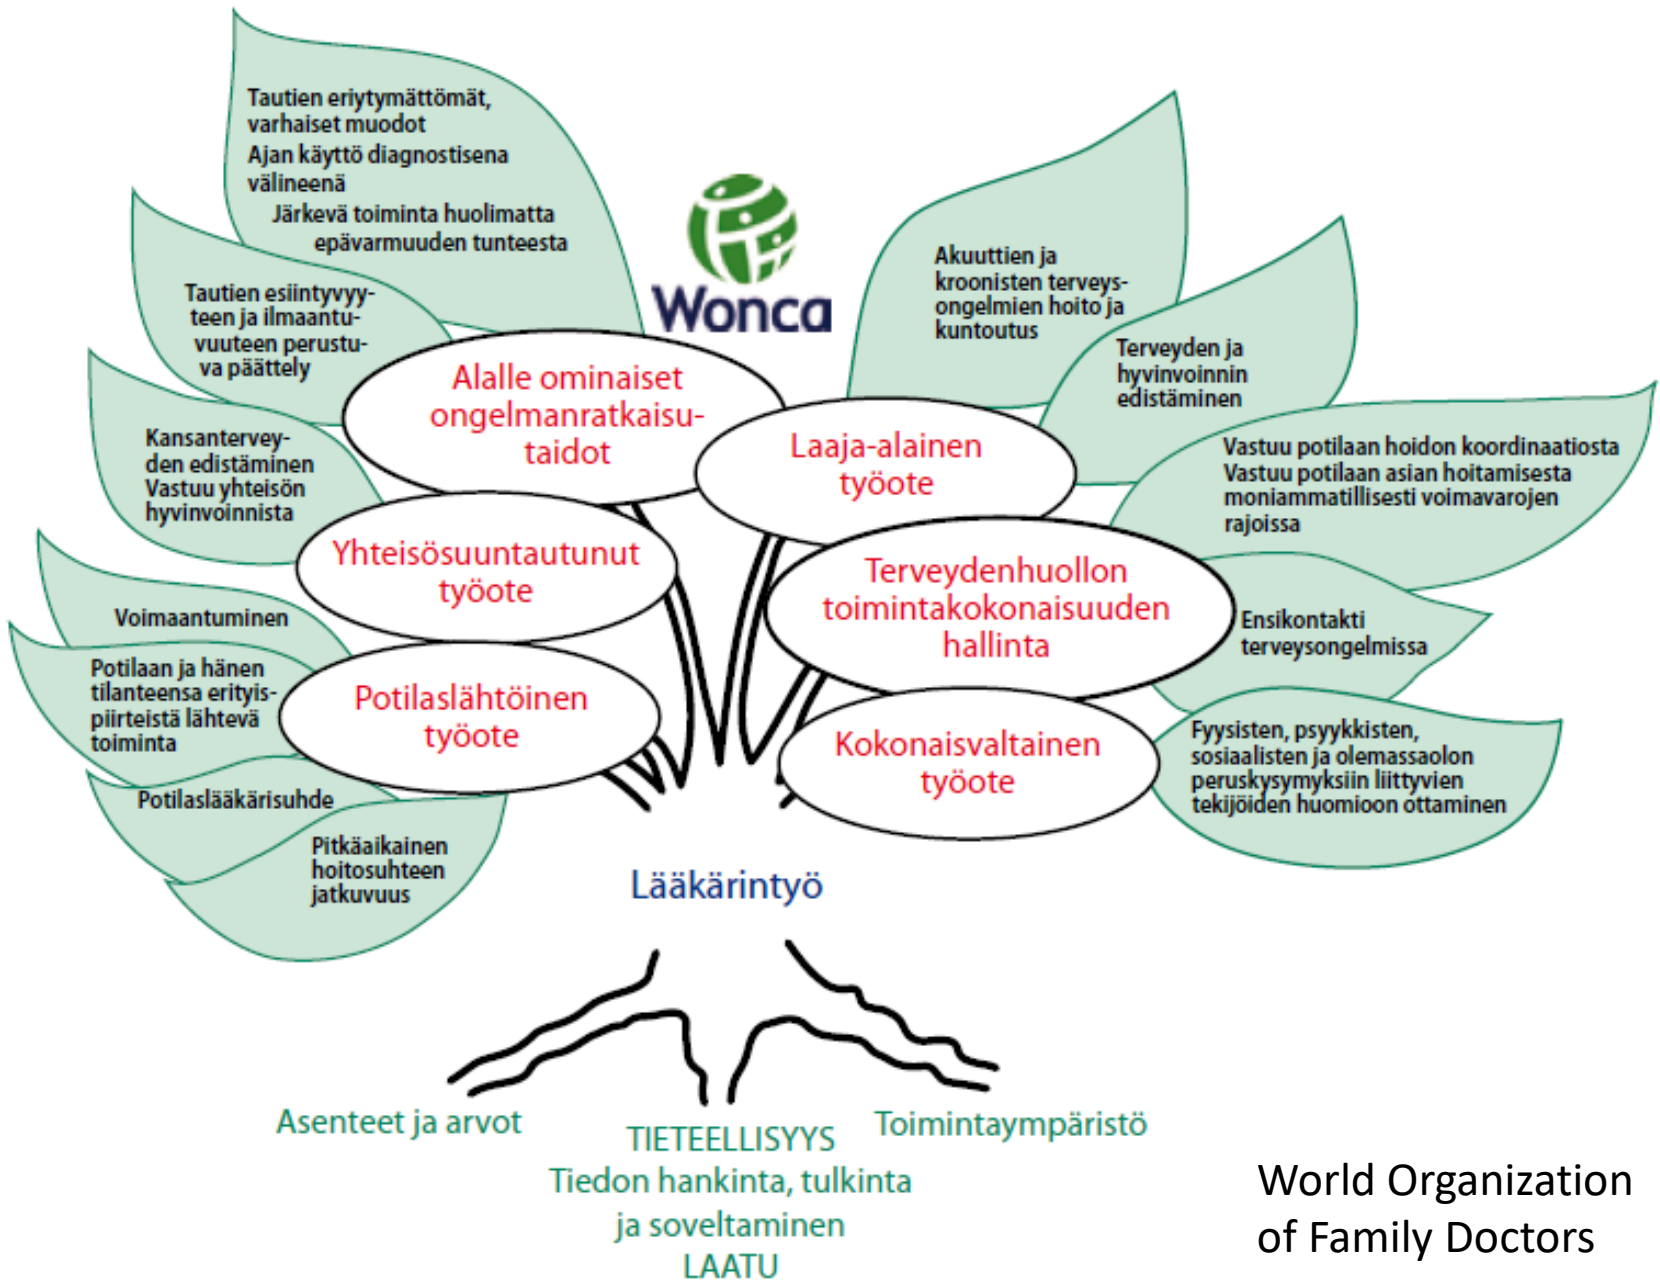 Tautien eriytymättömät,
varhaiset muodot
Ajan käyttö diagnostisena
välineenä
Järkevä toiminta huolimatta
epävarmuuden tunteesta
Tautien esiintyvyy-
teen ja ilmaantu-
vuuteen perustu-
va päättely
Kansantervey-
den edistäminen
Vastuu yhteisön
hyvinvoinnista
Voimaantuminen
Potilaan ja hänen
tilanteensa erityis-
piirteistä lähtevä
toiminta
Potilaslääkärisuhde
Pitkäaikainen
hoitosuhteen
jatkuvuus
Wonca
Alalle ominaiset
ongelmanratkaisu-
taidot
Yhteisösuuntautunut
työote
Potilaslähtöinen
työote
Laaja-alainen
työote
Terveydenhuollon
toimintakokonaisuuden
hallinta
Kokonaisvaltainen
työote
Akuuttien ja
kroonisten terveys-
ongelmien hoito ja
kuntoutus
Terveyden ja
hyvinvoinnin
edistäminen
Vastuu potilaan hoidon koordinaatiosta
Vastuu potilaan asian hoitamisesta
moniammatillisesti voimavarojen
rajoissa
Ensikontakti
terveysongelmissa
Fyysisten, psyykkisten,
sosiaalisten ja olemassaolon
peruskysymyksiin liittyvien
tekijöiden huomioon ottaminen
Lääkärintyö
Asenteet ja arvot
TIETEELLISYYS
Tiedon hankinta, tulkinta
ja soveltaminen
LAATU
Toimintaympäristö
World Organization
of Family Doctors